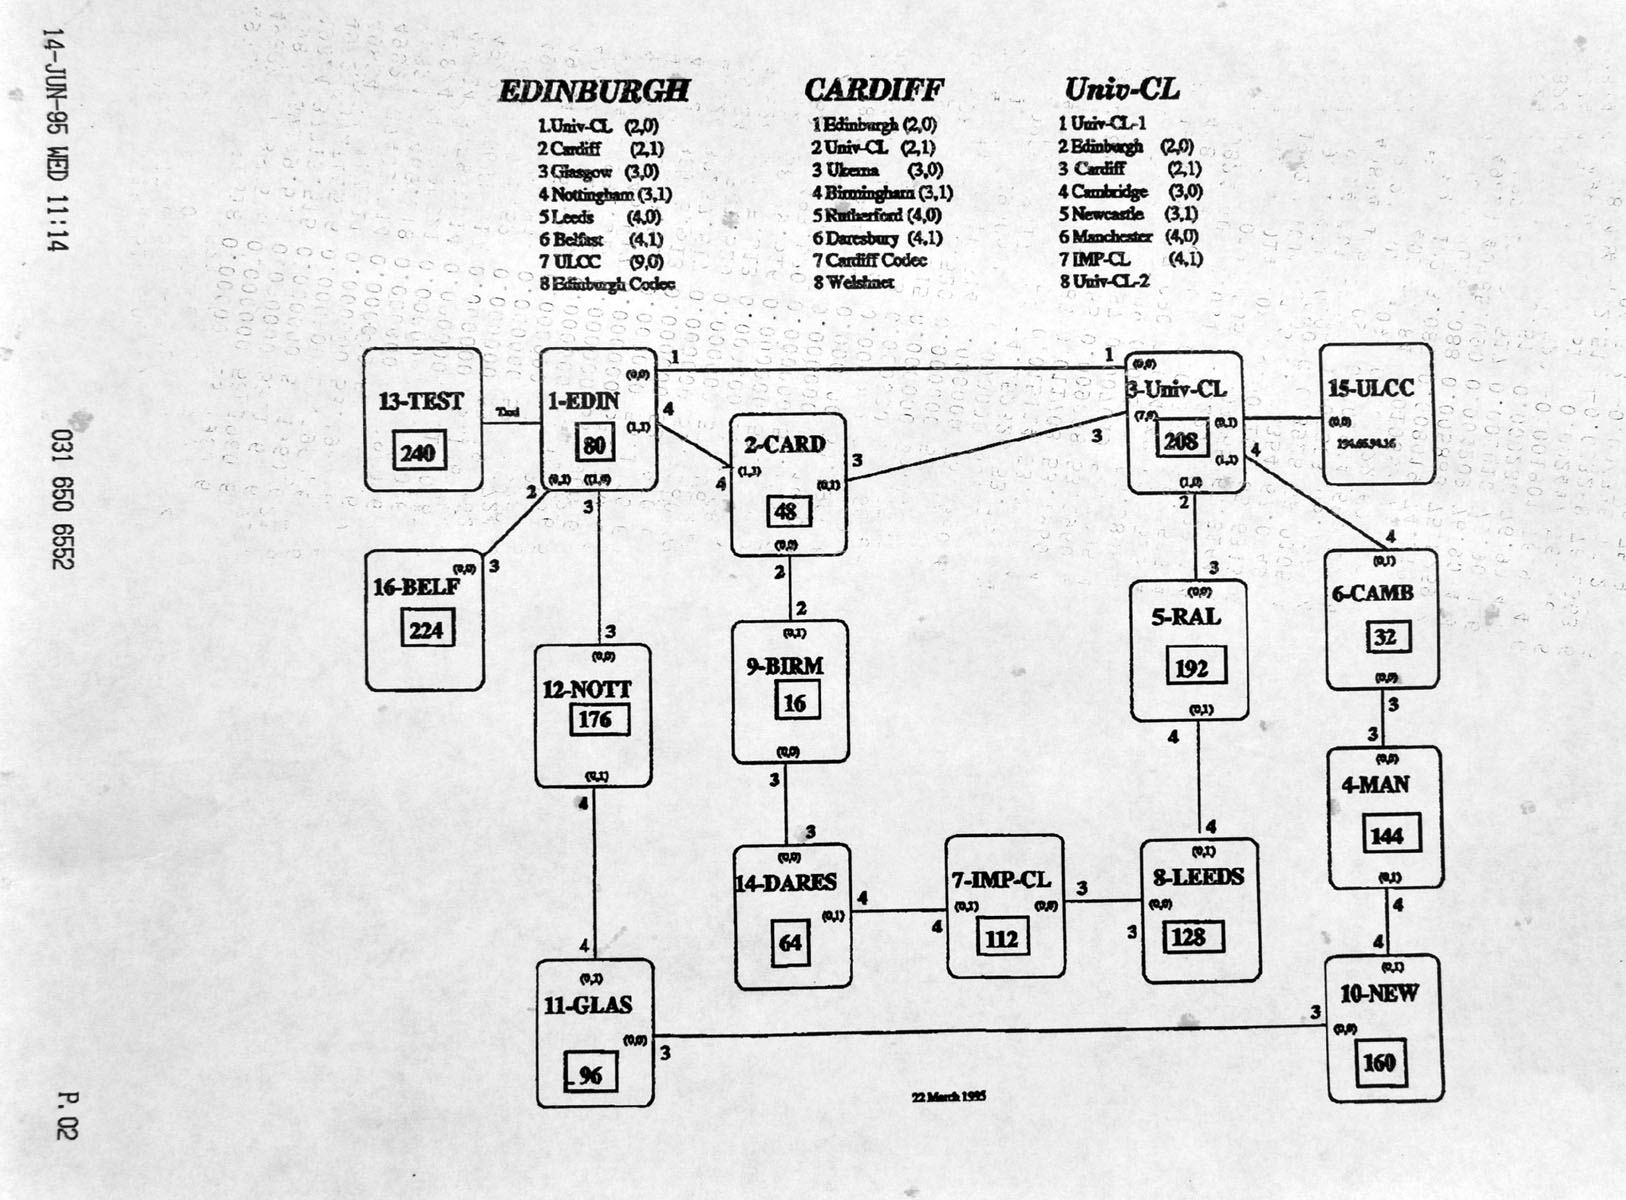 14-JUN-95 WED 11:14
031 650 6552
P.02
EDINBURGH
1.Univ-CL (2,0)
2 Cardiff (2,1)
3 Glasgow (3,0)
4 Nottingham (3,1)
5 Leeds (4,0)
6 Belfast (4,1)
7 ULCC (9,0)
8 Edinburgh Codec
CARDIFF
1 Edinburgh (2,0)
2 Univ-CL (2,1)
3 Ukerna (3,0)
4 Birmingham (3,1)
5 Rutherford (4,0)
6 Daresbury (4,1)
7 Cardiff Codec
8 Welshnet
Univ-CL
1 Univ-CL-1
2 Edinburgh (2,0)
3 Cardiff (2,1)
4 Cambridge (3,0)
5 Newcastle (3,1)
6 Manchester (4,0)
7 IMP-CL (4,1)
8 Univ-CL-2
13-TEST
240
1
(0,0)
1-EDIN
4
(1,1)
80
(0,1) (1,0)
2
3
2-CARD
3
(1,1)
4
(0,1)
48
(0,0)
2
1
(0,0)
3-Univ-CL
(7,0)
3
(0,1)
208
(1,1)
4
(1,0)
2
15-ULCC
(0,0)
194.66.94.16
(0,0)
3
16-BELF
224
3
(0,0)
12-NOTT
176
(0,1)
4
2
(0,1)
9-BIRM
16
(0,0)
3
3
(0,0)
5-RAL
192
(0,1)
4
4
(0,1)
6-CAMB
32
(0,0)
3
3
(0,0)
4-MAN
144
(0,1)
4
3
(0,0)
14-DARES
4
(0,1)
64
7-IMP-CL
3
(0,1)
(0,0)
4
112
4
(0,1)
8-LEEDS
(0,0)
3
128
4
(0,1)
11-GLAS
(0,0)
3
96
4
(0,1)
10-NEW
3
(0,0)
160
22 March 1995